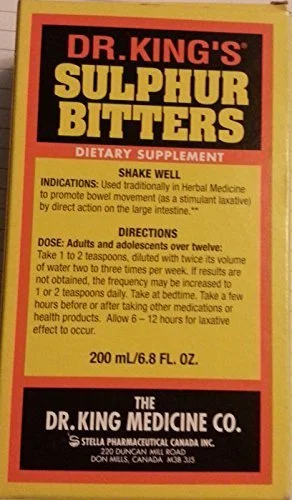 DR.KING'S®
SULPHUR
BITTERS
DIETARY SUPPLEMENT
SHAKE WELL
INDICATIONS: Used traditionally in Herbal Medicine
to promote bowel movement (as a stimulant laxative)
by direct action on the large intestine.**
DIRECTIONS
DOSE: Adults and adolescents over twelve:
Take 1 to 2 teaspoons, diluted with twice its volume
of water two to three times per week. If results are
not obtained, the frequency may be increased to
1 or 2 teaspoons daily. Take at bedtime. Take a few
hours before or after taking other medications or
health products. Allow 6 – 12 hours for laxative
effect to occur.
200 mL/6.8 FL. OZ.
THE
DR.KING MEDICINE CO.
STELLA PHARMACEUTICAL CANADA INC.
220 DUNCAN MILL ROAD
DON MILLS, CANADA M3B 3J5